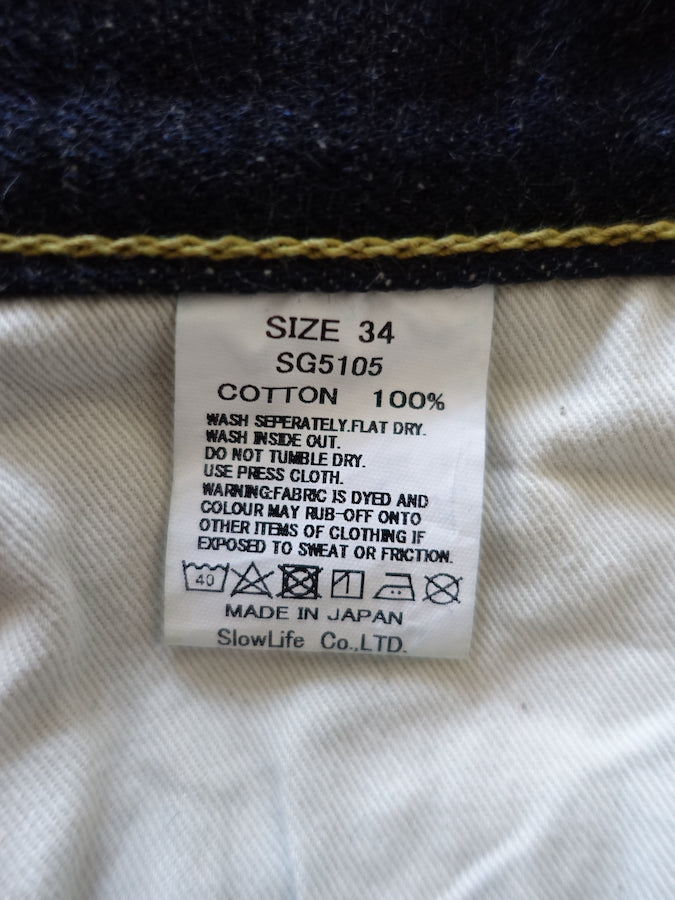 SIZE 34
SG5105
COTTON 100%
WASH SEPERATELY.FLAT DRY.
WASH INSIDE OUT.
DO NOT TUMBLE DRY.
USE PRESS CLOTH.
WARNING:FABRIC IS DYED AND
COLOUR MAY RUB-OFF ONTO
OTHER ITEMS OF CLOTHING IF
EXPOSED TO SWEAT OR FRICTION.
40
MADE IN JAPAN
SlowLife Co.,LTD.